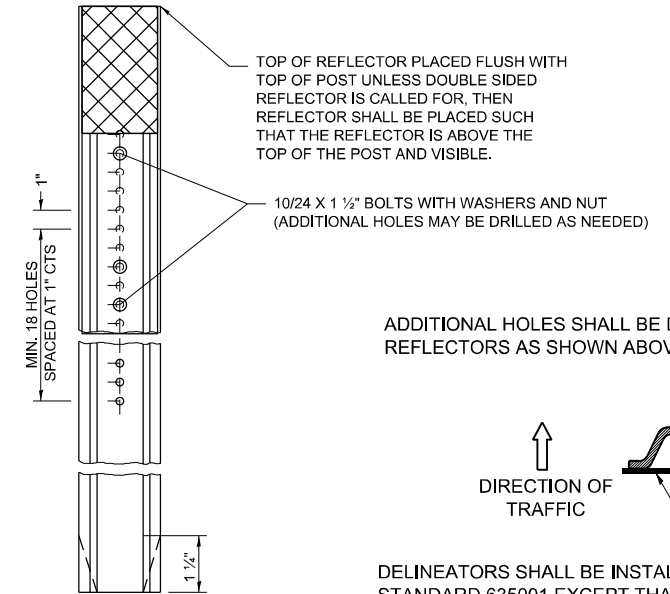 TOP OF REFLECTOR PLACED FLUSH WITH
TOP OF POST UNLESS DOUBLE SIDED
REFLECTOR IS CALLED FOR, THEN
REFLECTOR SHALL BE PLACED SUCH
THAT THE REFLECTOR IS ABOVE THE
TOP OF THE POST AND VISIBLE.
1"
10/24 X 1 ½" BOLTS WITH WASHERS AND NUT
(ADDITIONAL HOLES MAY BE DRILLED AS NEEDED)
MIN. 18 HOLES
SPACED AT 1" CTS
ADDITIONAL HOLES SHALL BE
REFLECTORS AS SHOWN
DIRECTION OF
TRAFFIC
1 ¼"
DELINEATORS SHALL BE
STANDARD 635001 EXCEPT